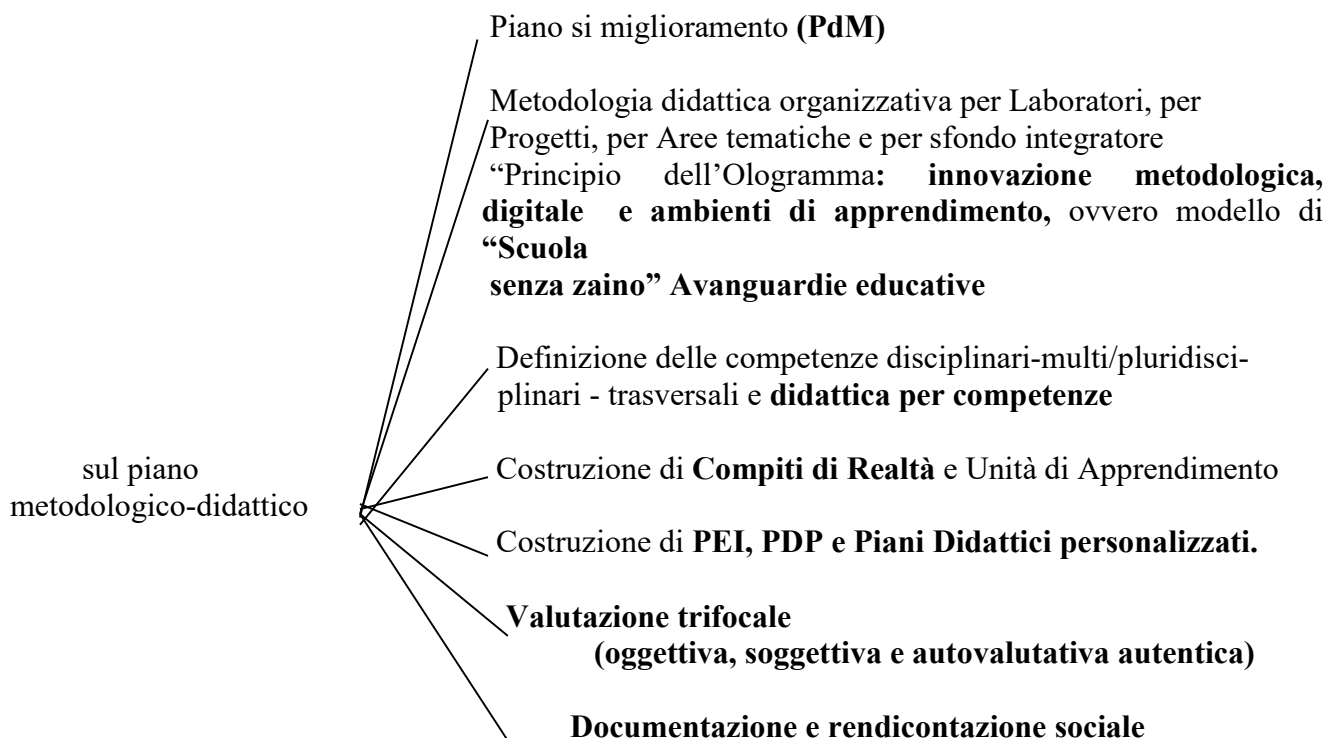 Piano si miglioramento (PdM)
Metodologia didattica organizzativa per Laboratori, per
Progetti, per Aree tematiche e per sfondo integratore
“Principio dell’Ologramma: innovazione metodologica,
digitale e ambienti di apprendimento, ovvero modello di
“Scuola
senza zaino” Avanguardie educative
Definizione delle competenze disciplinari-multi/pluridisci-
plinari - trasversali e didattica per competenze
sul piano
metodologico-didattico
Costruzione di Compiti di Realtà e Unità di Apprendimento
Costruzione di PEI, PDP e Piani Didattici personalizzati.
Valutazione trifocale
(oggettiva, soggettiva e autovalutativa autentica)
Documentazione e rendicontazione sociale